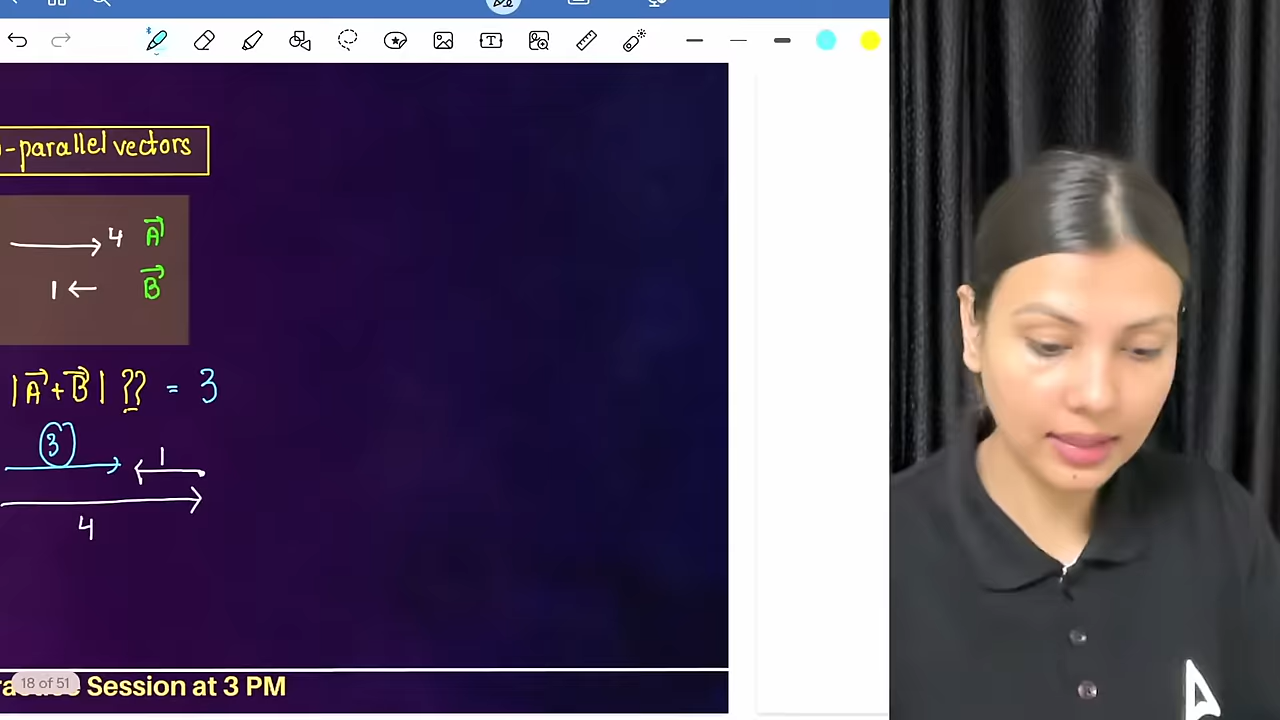 -parallel vectors
4 A⃗
1 B⃗
|A⃗+B⃗| ?? = 3
3
1
4
18 of 51
Session at 3 PM